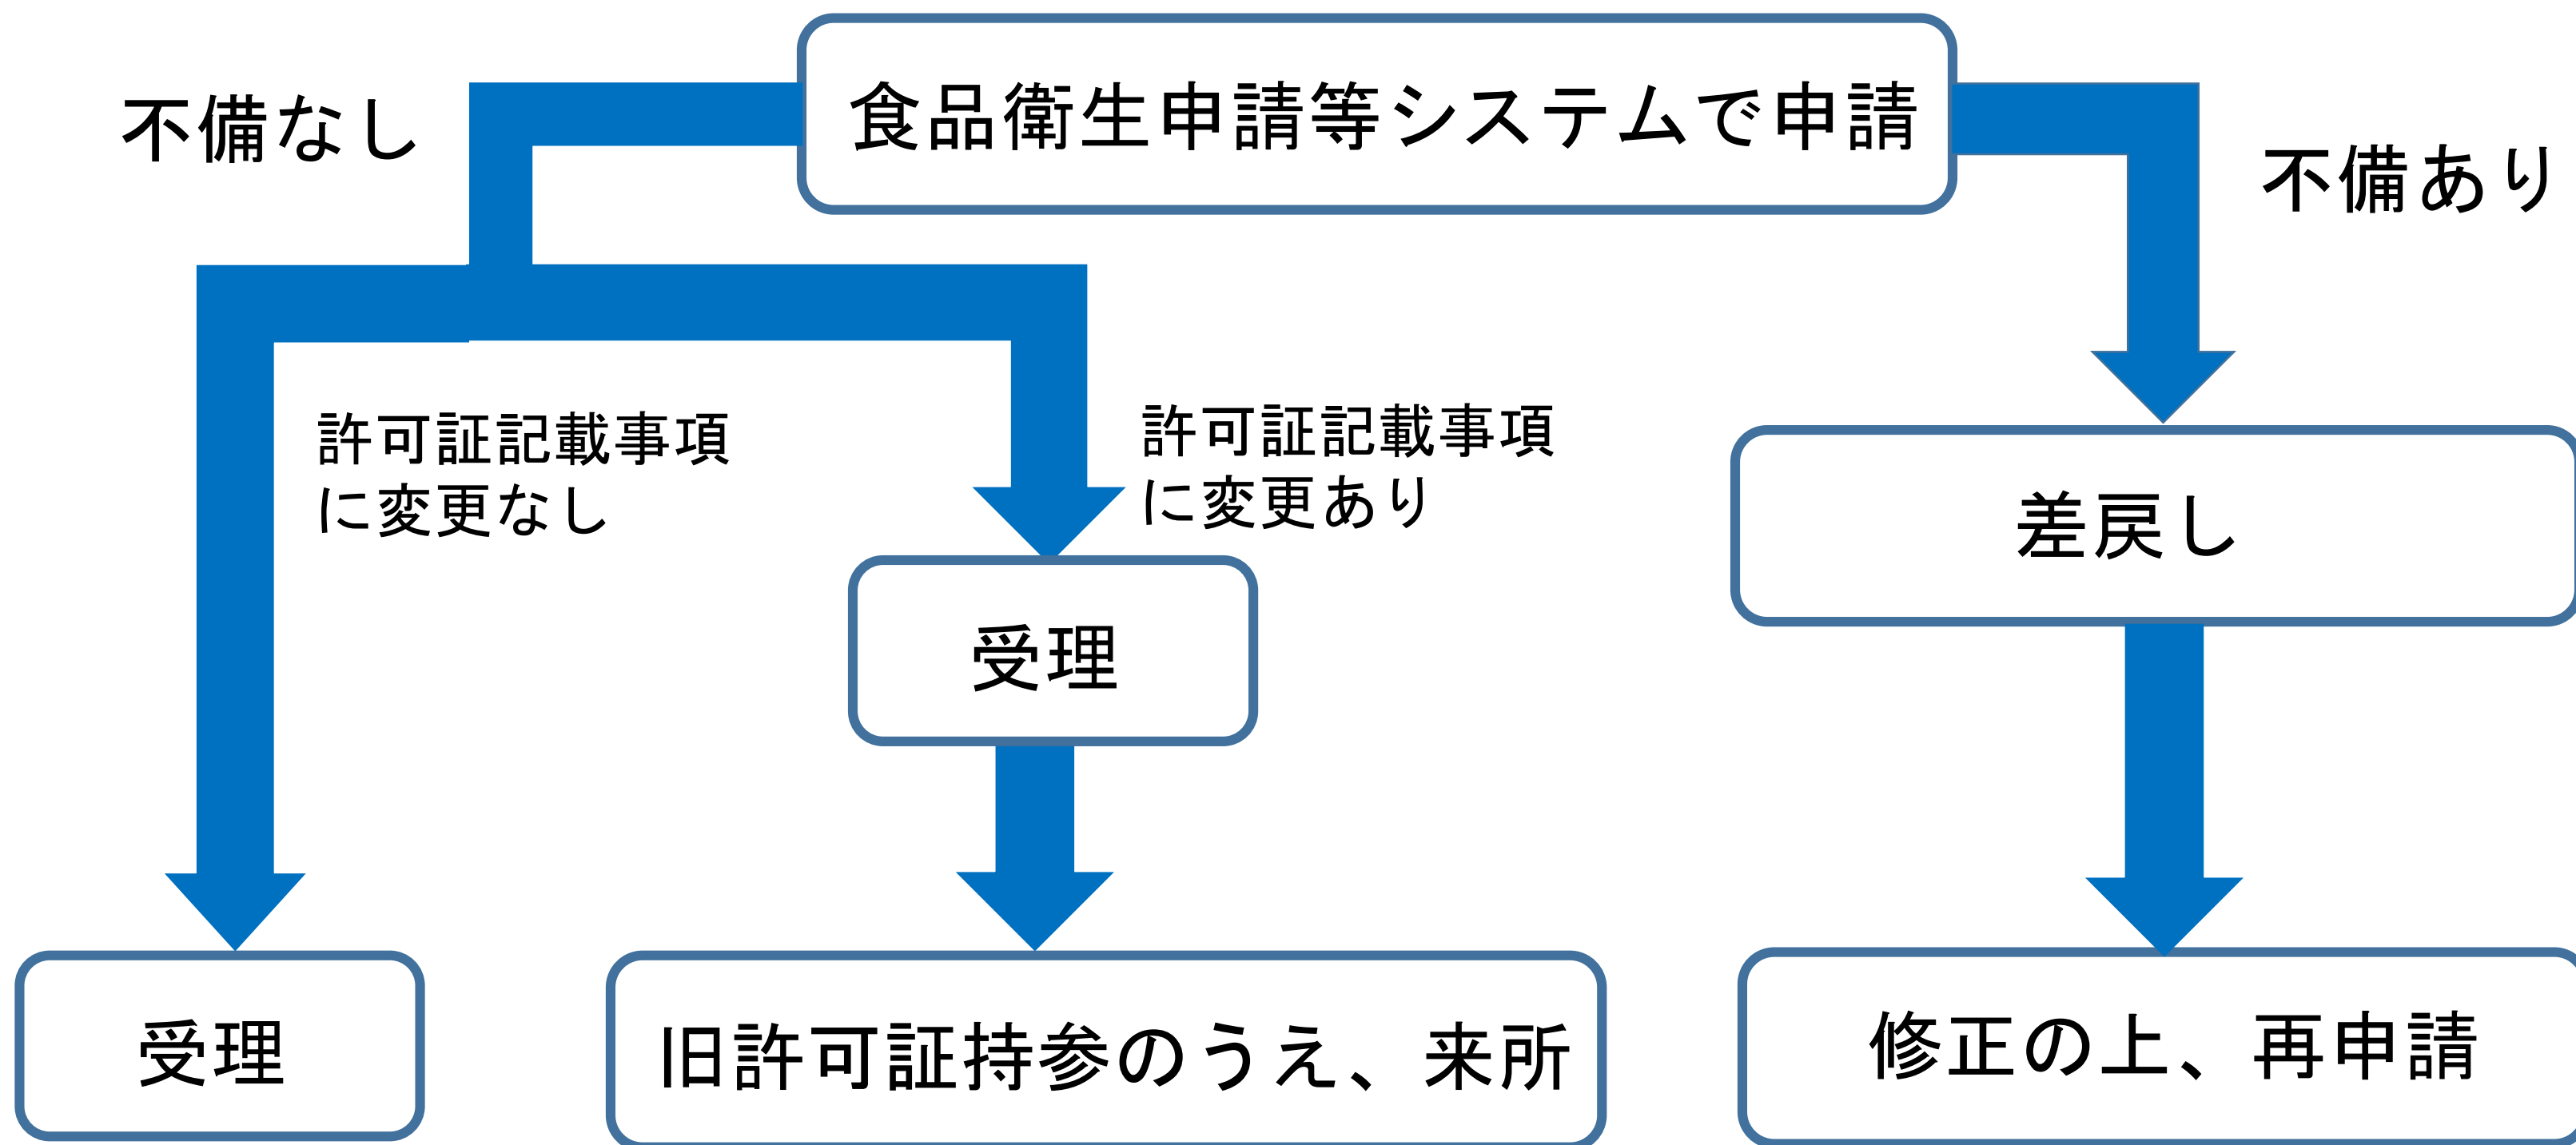 食品衛生申請等システムで申請
不備なし
不備あり
許可証記載事項
に変更なし
許可証記載事項
に変更あり
差戻し
受理
受理
旧許可証持参のうえ、来所
修正の上、再申請